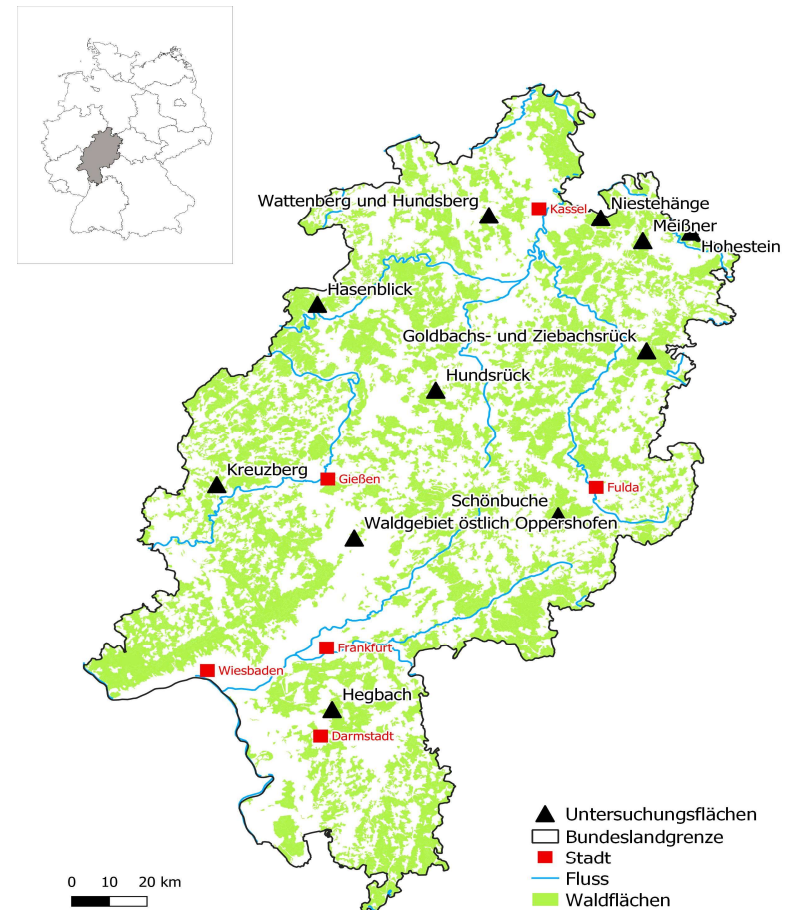 Wattenberg und Hundsberg
Kassel
Niestehänge
Meißner
Hohestein
Hasenblick
Goldbachs- und Ziebachsrück
Hundsrück
Kreuzberg
Gießen
Schönbuche
Fulda
Waldgebiet östlich Oppershofen
Frankfurt
Wiesbaden
Hegbach
Darmstadt
Untersuchungsflächen
Bundeslandgrenze
Stadt
Fluss
Waldflächen
0 10 20 km